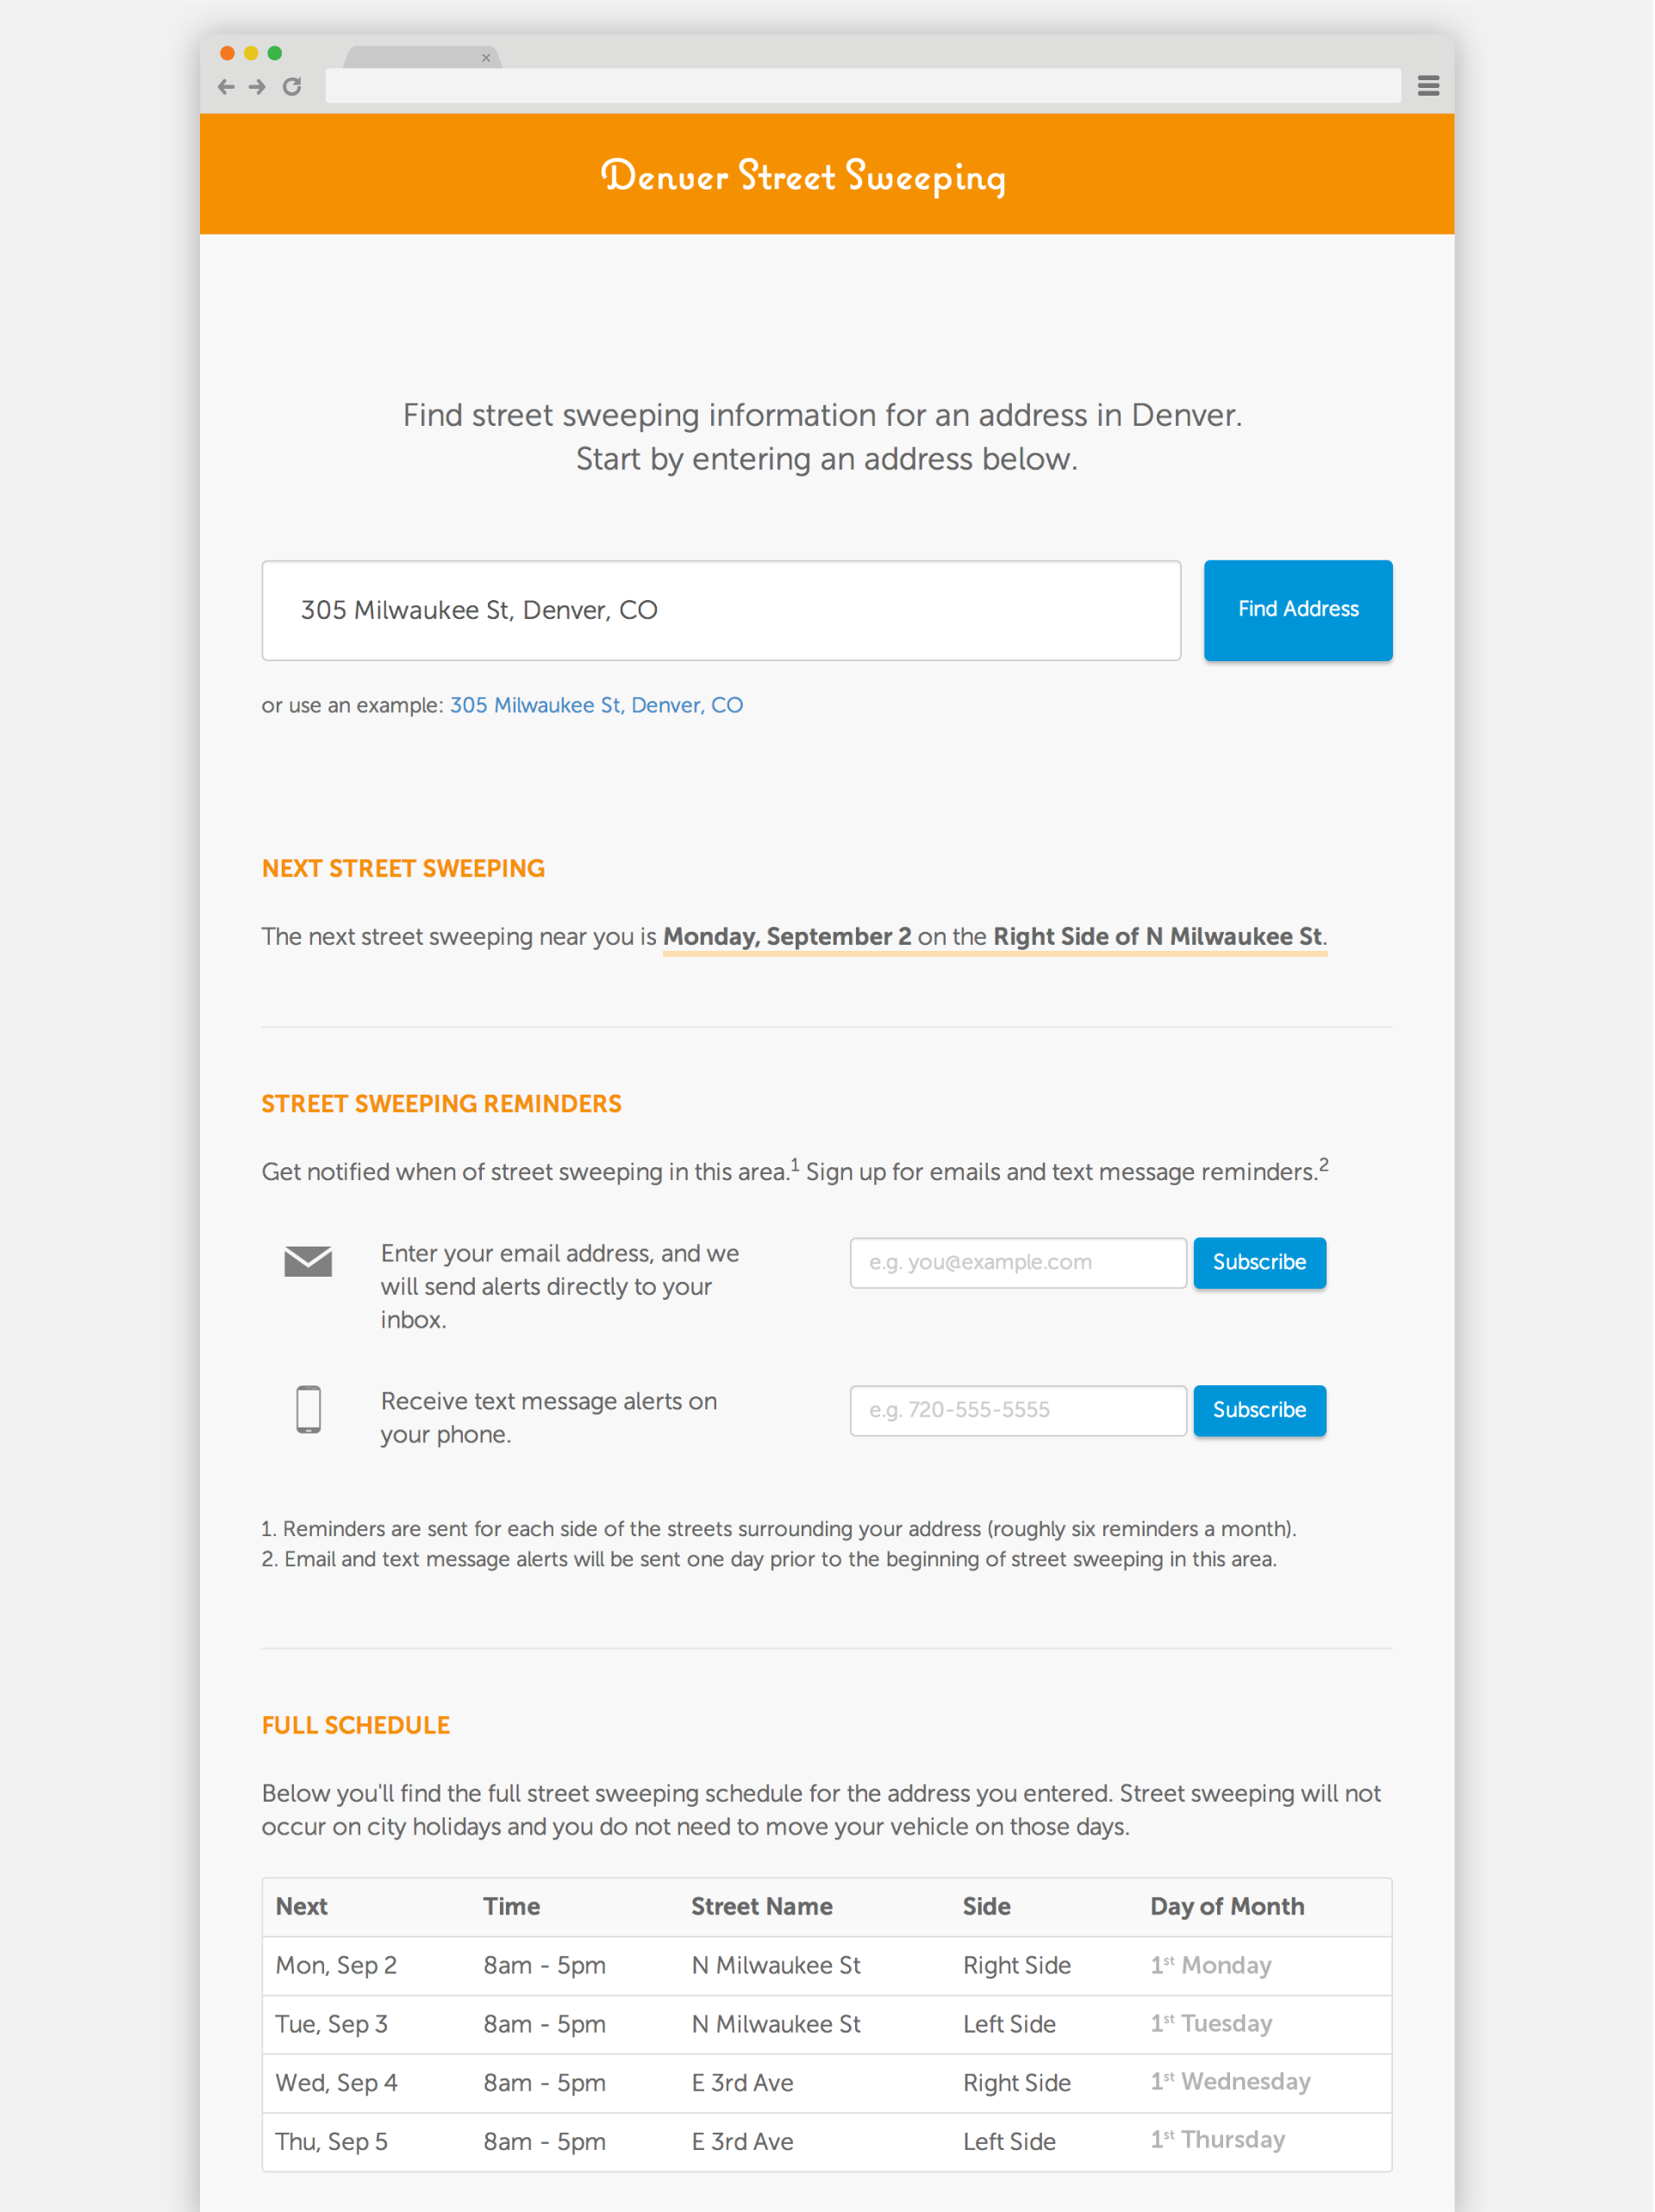 Denver Street Sweeping
Find street sweeping information for an address in Denver.
Start by entering an address below.
305 Milwaukee St, Denver, CO
Find Address
or use an example: 305 Milwaukee St, Denver, CO
NEXT STREET SWEEPING
The next street sweeping near you is Monday, September 2 on the Right Side of N Milwaukee St.
STREET SWEEPING REMINDERS
Get notified when of street sweeping in this area.1 Sign up for emails and text message reminders.2
Enter your email address, and we
will send alerts directly to your
inbox.
e.g. you@example.com
Subscribe
Receive text message alerts on
your phone.
e.g. 720-555-5555
Subscribe
1. Reminders are sent for each side of the streets surrounding your address (roughly six reminders a month).
2. Email and text message alerts will be sent one day prior to the beginning of street sweeping in this area.
FULL SCHEDULE
Below you'll find the full street sweeping schedule for the address you entered. Street sweeping will not
occur on city holidays and you do not need to move your vehicle on those days.
Next Time Street Name Side Day of Month
Mon, Sep 2 8am - 5pm N Milwaukee St Right Side 1st Monday
Tue, Sep 3 8am - 5pm N Milwaukee St Left Side 1st Tuesday
Wed, Sep 4 8am - 5pm E 3rd Ave Right Side 1st Wednesday
Thu, Sep 5 8am - 5pm E 3rd Ave Left Side 1st Thursday